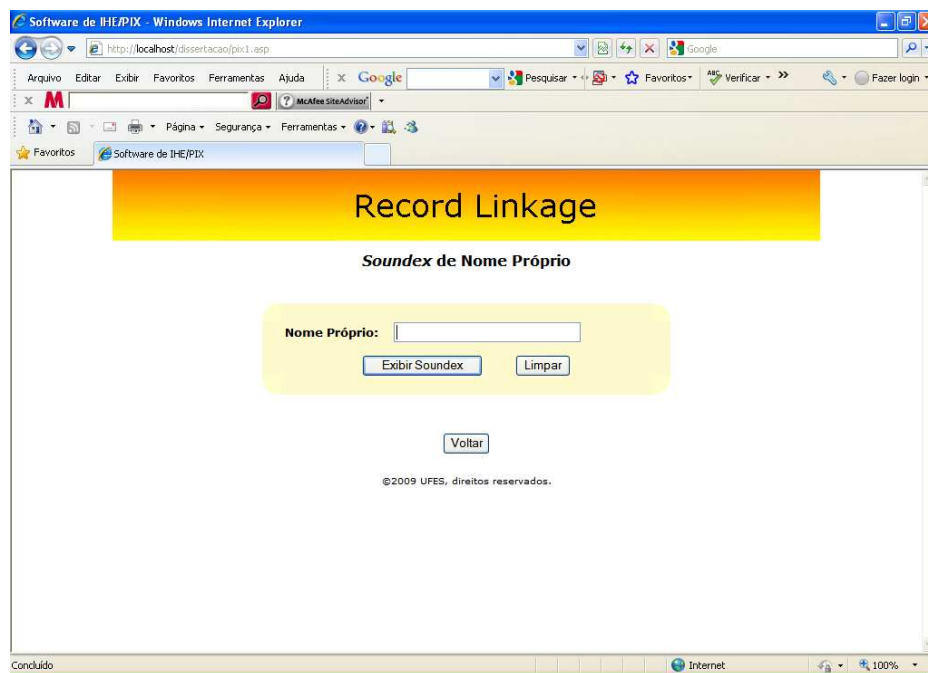 Software de IHE/PIX - Windows Internet Explorer
http://localhost/dissertacao/pix1.asp
Google
Arquivo Editar Exibir Favoritos Ferramentas Ajuda x Google Pesquisar Favoritos Verificar » Fazer login
x M McAfee SiteAdvisor
Página Segurança Ferramentas
Favoritos Software de IHE/PIX
Record Linkage
Soundex de Nome Próprio
Nome Próprio:
Exibir Soundex Limpar
Voltar
©2009 UFES, direitos reservados.
Concluído Internet 100%